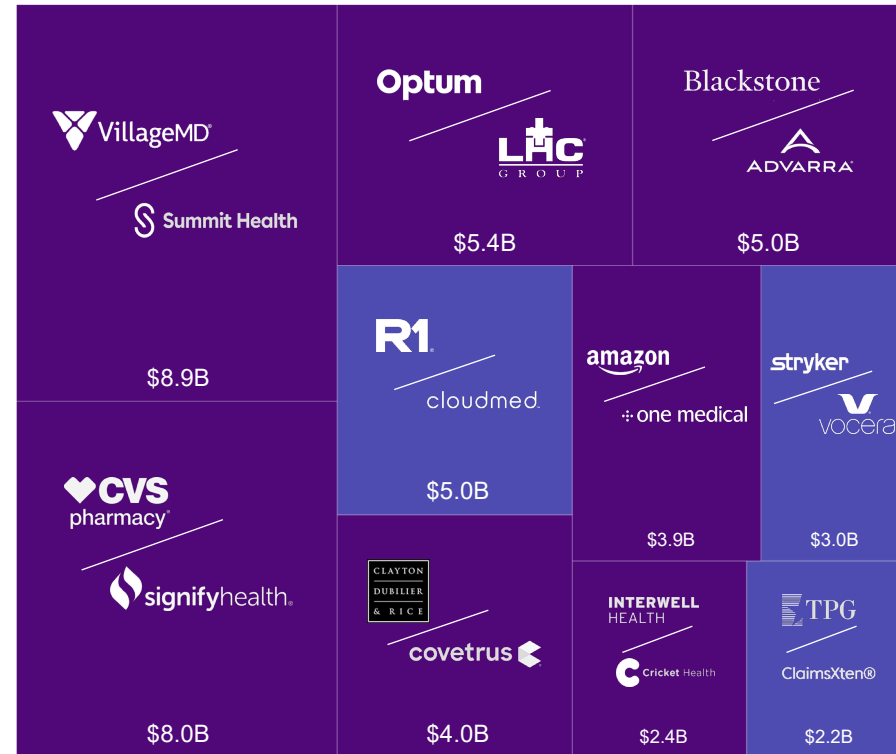 VillageMD®
Summit Health
$8.9B
Optum
LHC®
GROUP
$5.4B
Blackstone
ADVARRA®
$5.0B
R1®
cloudmed
$5.0B
amazon
one medical
$3.9B
stryker
vocera
$3.0B
CVS
pharmacy®
signifyhealth®
$8.0B
CLAYTON
DUBILIER
& RICE
covetrus
$4.0B
INTERWELL
HEALTH
Cricket Health
$2.4B
TPG
ClaimsXten®
$2.2B